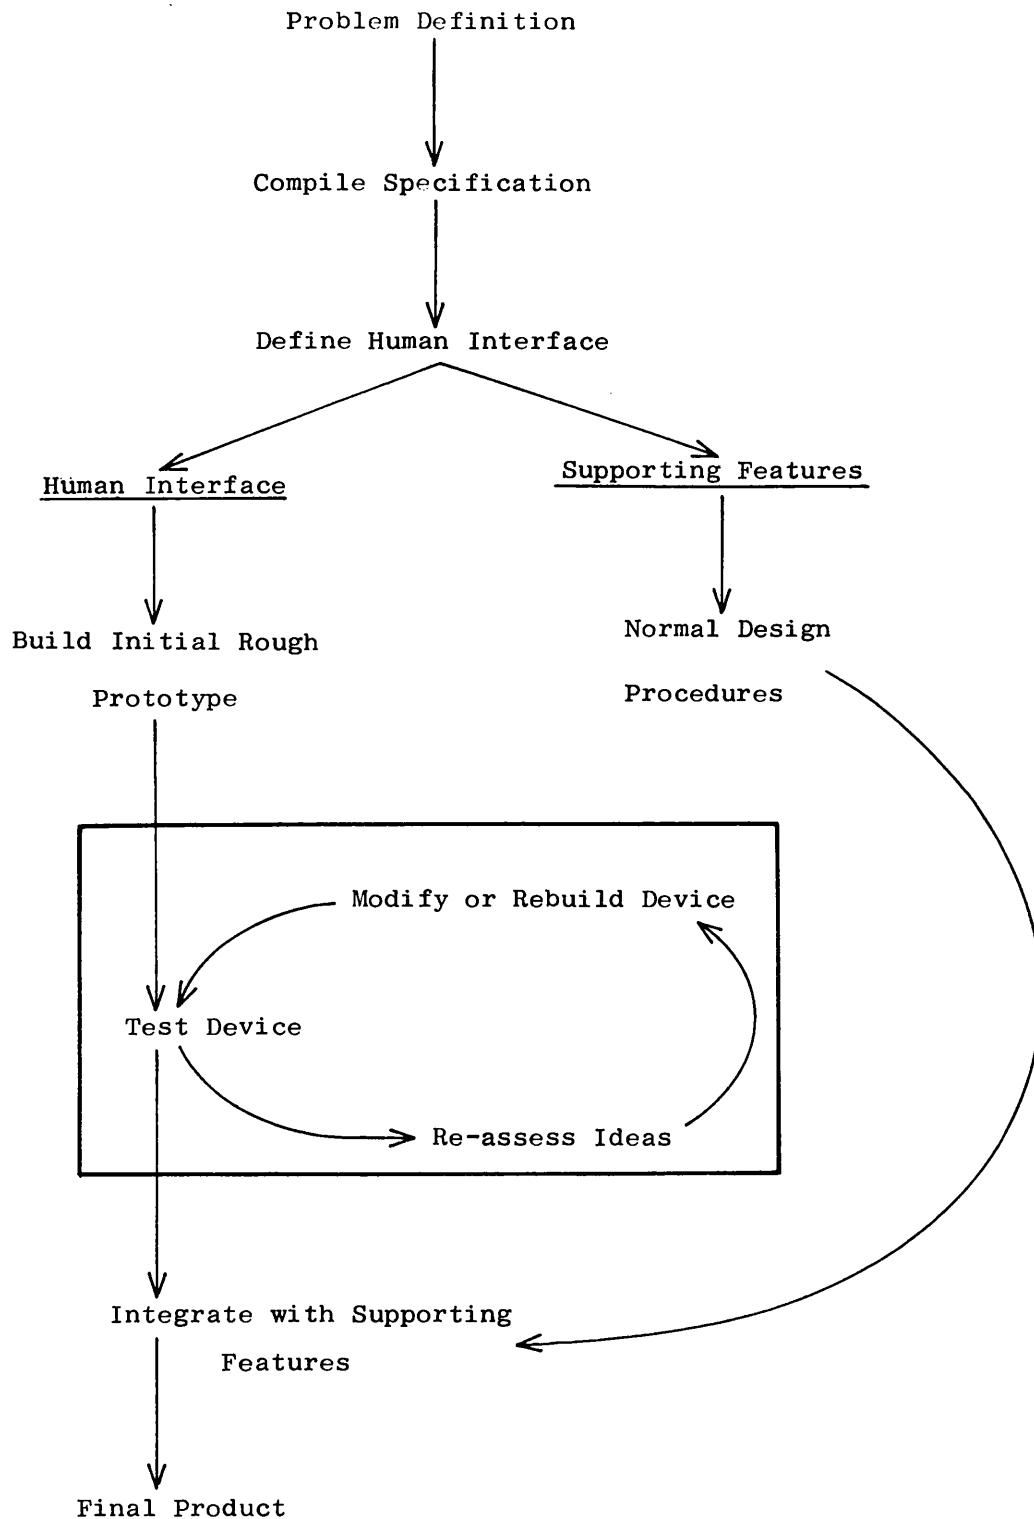 Problem Definition
Compile Specification
Define Human Interface
Human Interface
Supporting Features
Build Initial Rough
Prototype
Normal Design
Procedures
Modify or Rebuild Device
Test Device
Re-assess Ideas
Integrate with Supporting
Features
Final Product